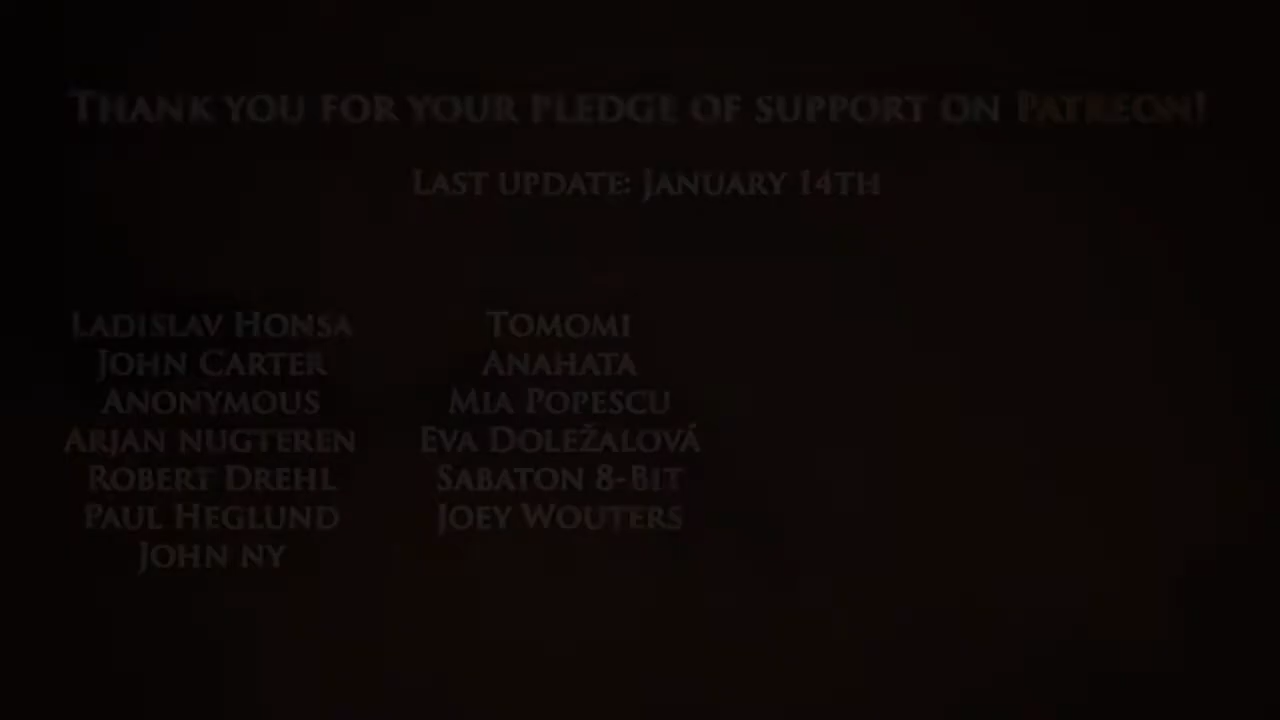 Thank you for your pledge of support on Patreon!
Last update: January 14th
Ladislav Honsa
John Carter
Anonymous
Arjan nugteren
Robert Drehl
Paul Heglund
John ny
Tomomi
Anahata
Mia Popescu
Eva Doležalová
Sabaton 8-Bit
Joey Wouters